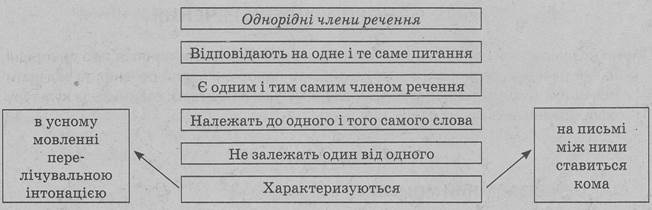 Однорідні члени речення
Відповідають на одне і те саме питання
Є одним і тим самим членом речення
Належать до одного і того самого слова
Не залежать один від одного
Характеризуються
в усному
мовленні
пере-
лічувальною
інтонацією
на письмі
між ними
ставиться
кома